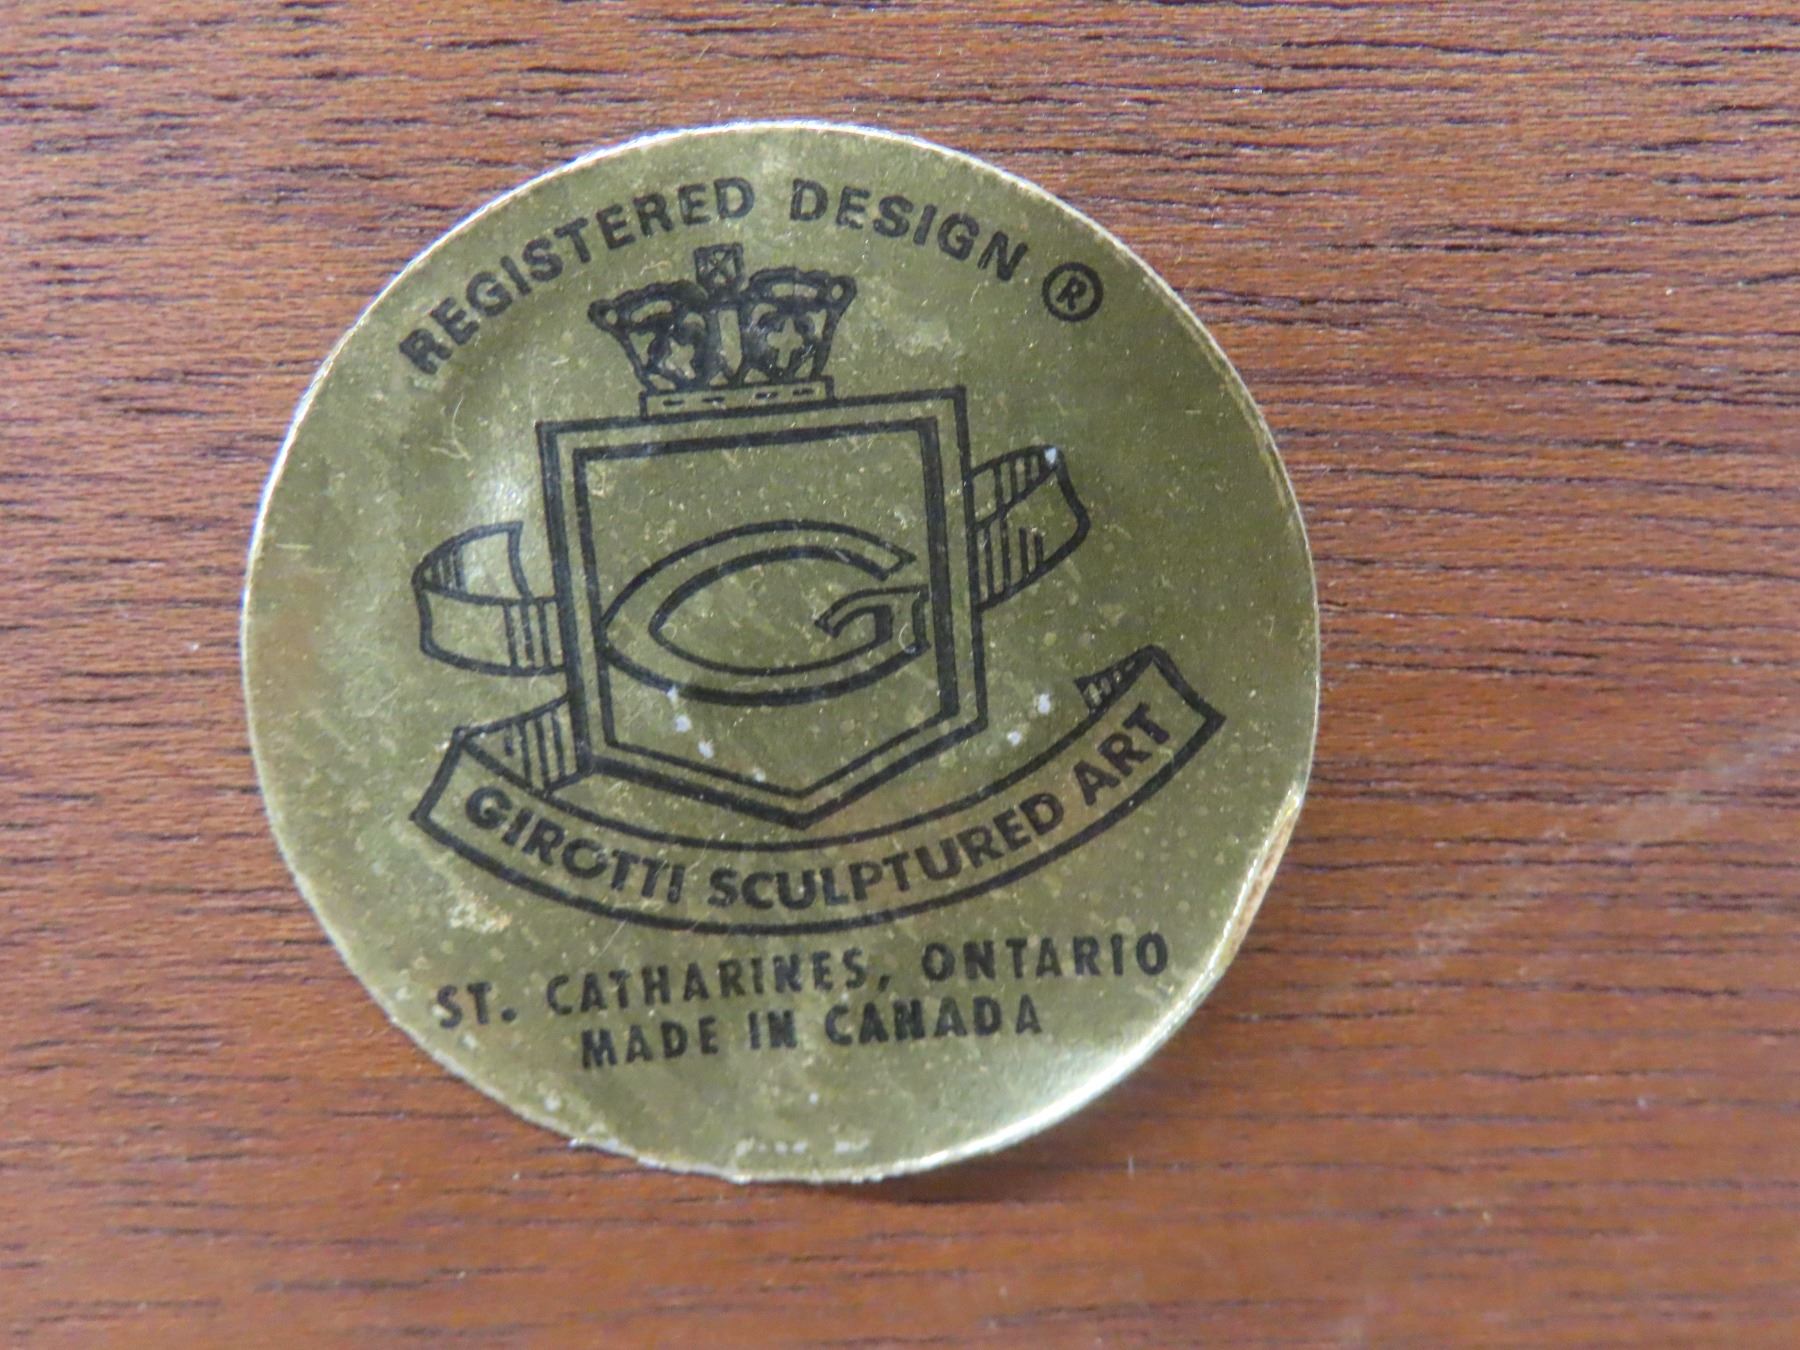 REGISTERED DESIGN ®
G
GIROTTI SCULPTURED ART
ST. CATHARINES, ONTARIO
MADE IN CANADA